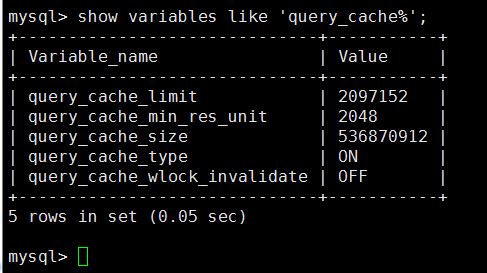 mysql> show variables like 'query_cache%';
+------------------------------+-----------+
| Variable_name                | Value     |
+------------------------------+-----------+
| query_cache_limit            | 2097152   |
| query_cache_min_res_unit     | 2048      |
| query_cache_size             | 536870912 |
| query_cache_type             | ON        |
| query_cache_wlock_invalidate | OFF       |
+------------------------------+-----------+
5 rows in set (0.05 sec)
mysql>